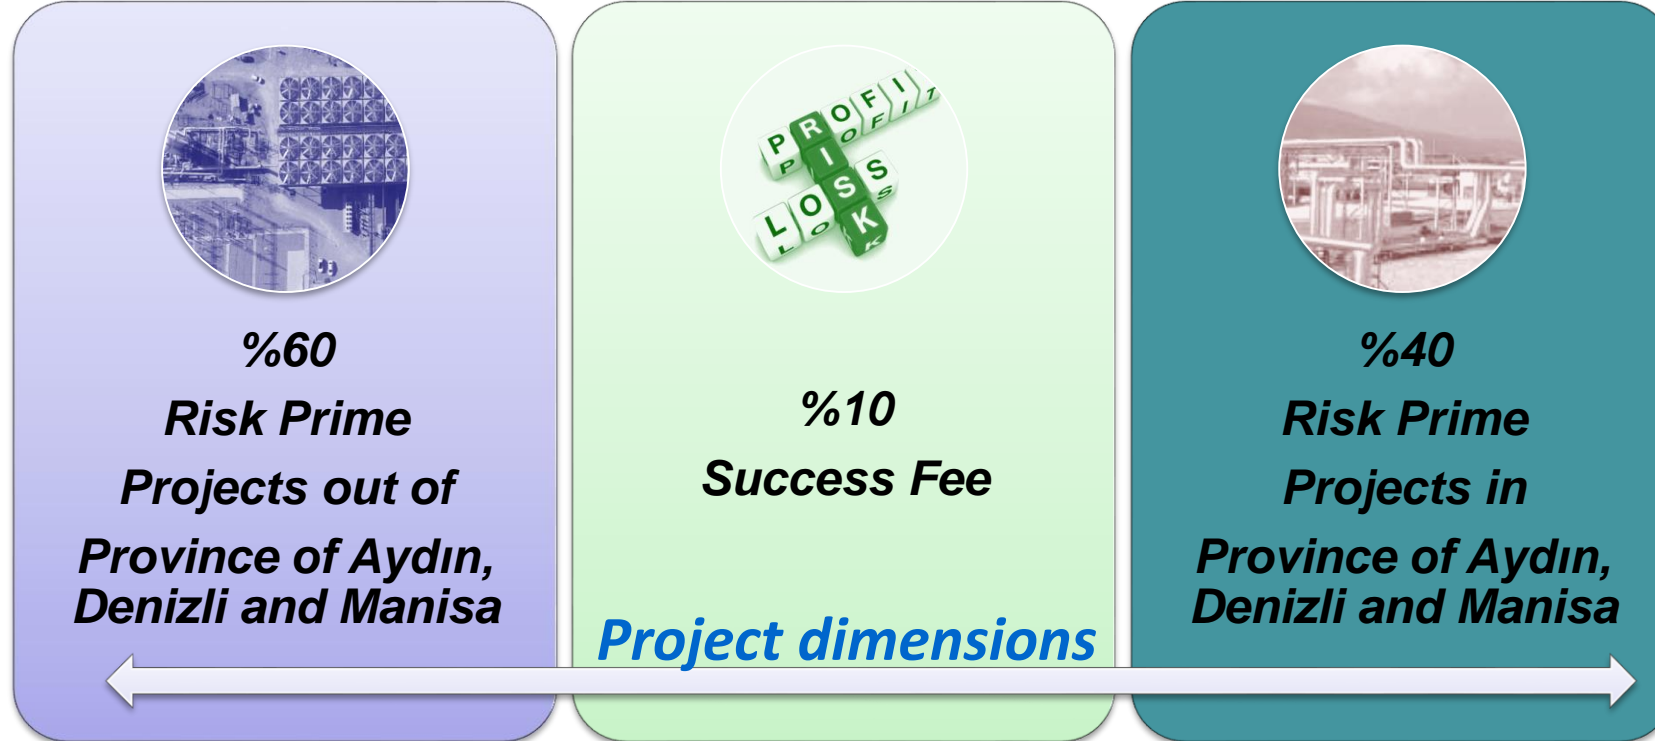 PROFIT
RISK
LOSS
%60
Risk Prime
Projects out of
Province of Aydın,
Denizli and Manisa
%10
Success Fee
%40
Risk Prime
Projects in
Province of Aydın,
Denizli and Manisa
Project dimensions